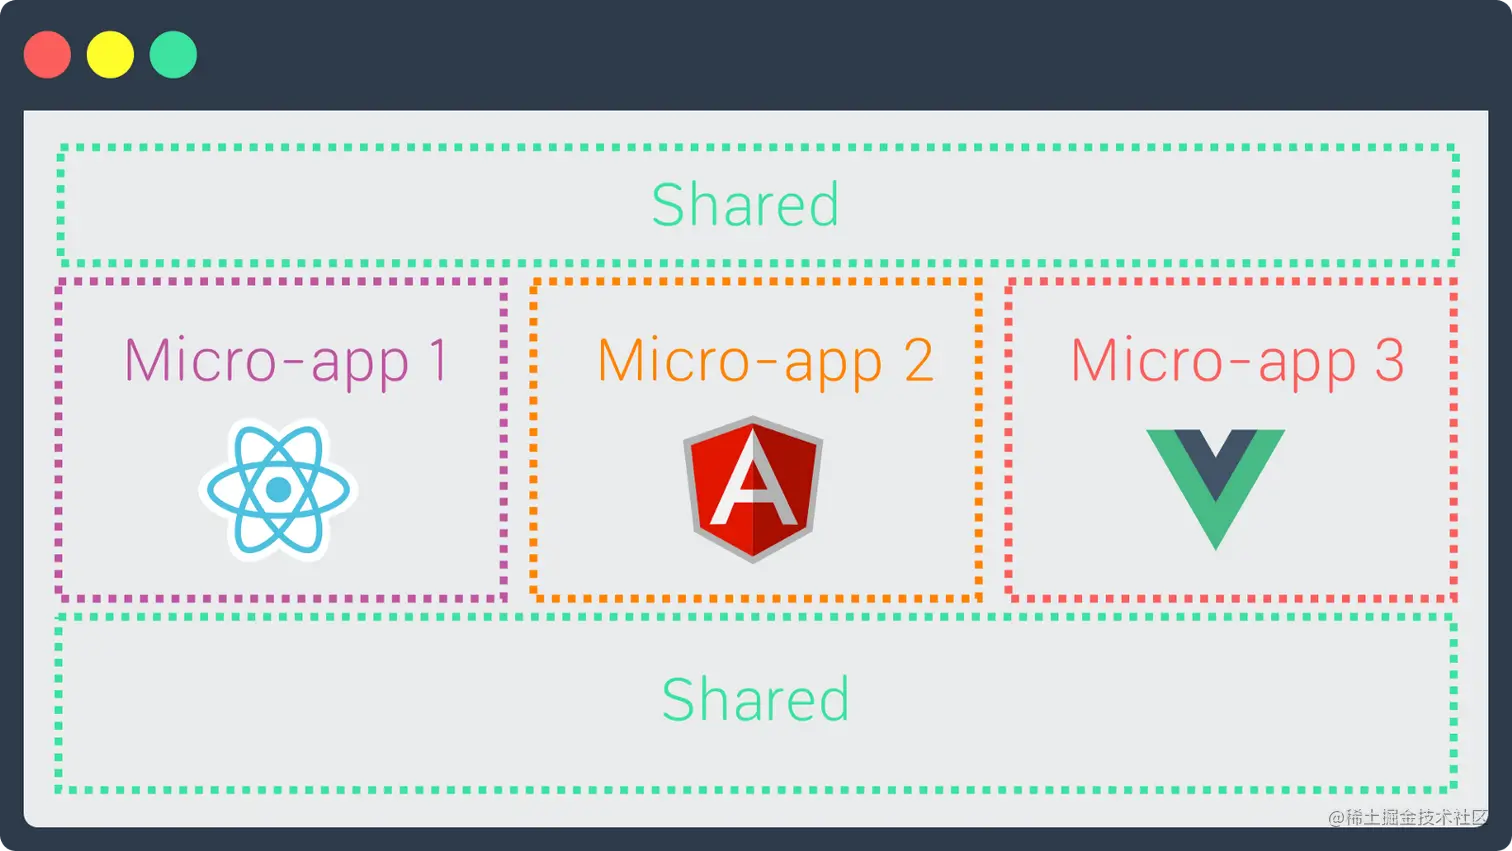 Shared
Micro-app 1
Micro-app 2
Micro-app 3
Shared
@稀土掘金技术社区